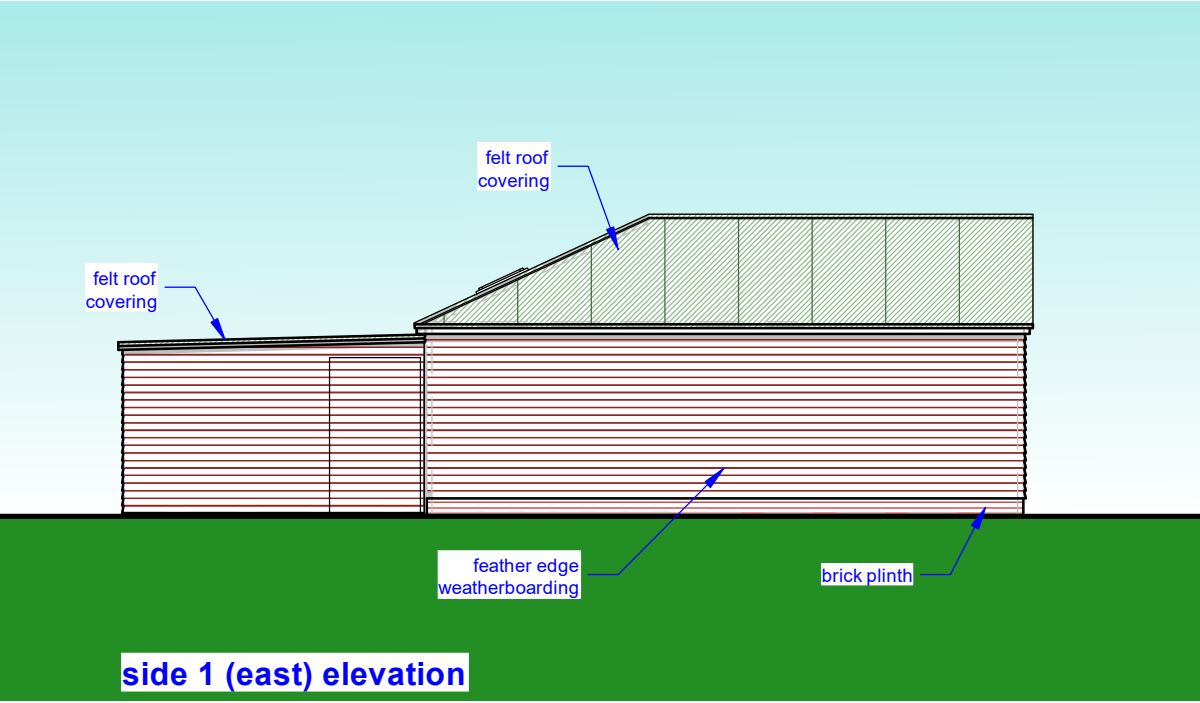 felt roof
covering
felt roof
covering
feather edge
weatherboarding
brick plinth
side 1 (east) elevation